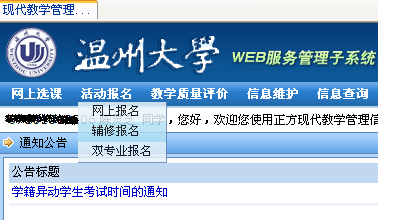 现代教学管理...
温州大学 WEB服务管理子系统
网上选课 活动报名 教学质量评价 信息维护 信息查询
网上报名
同学，您好，欢迎您使用正方现代教学管理信
辅修报名
通知公告
双专业报名
公告标题
学籍异动学生考试时间的通知